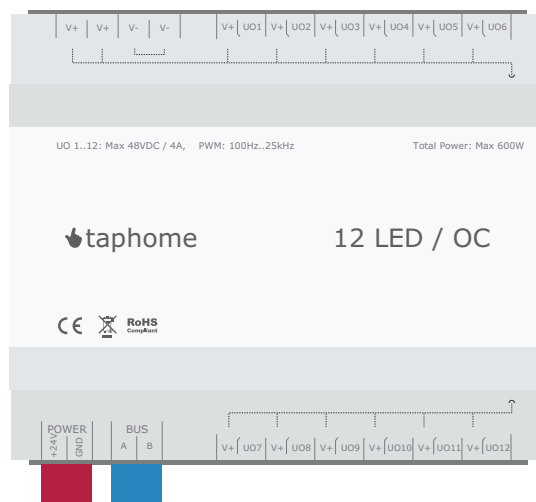 V+ V+ V- V- V+ UO1 V+ UO2 V+ UO3 V+ UO4 V+ UO5 V+ UO6
UO 1..12: Max 48VDC / 4A, PWM: 100Hz..25kHz Total Power: Max 600W
taphome 12 LED / OC
CE RoHS
Compliant
POWER BUS
+24V GND A B V+ UO7 V+ UO8 V+ UO9 V+ UO10 V+ UO11 V+ UO12